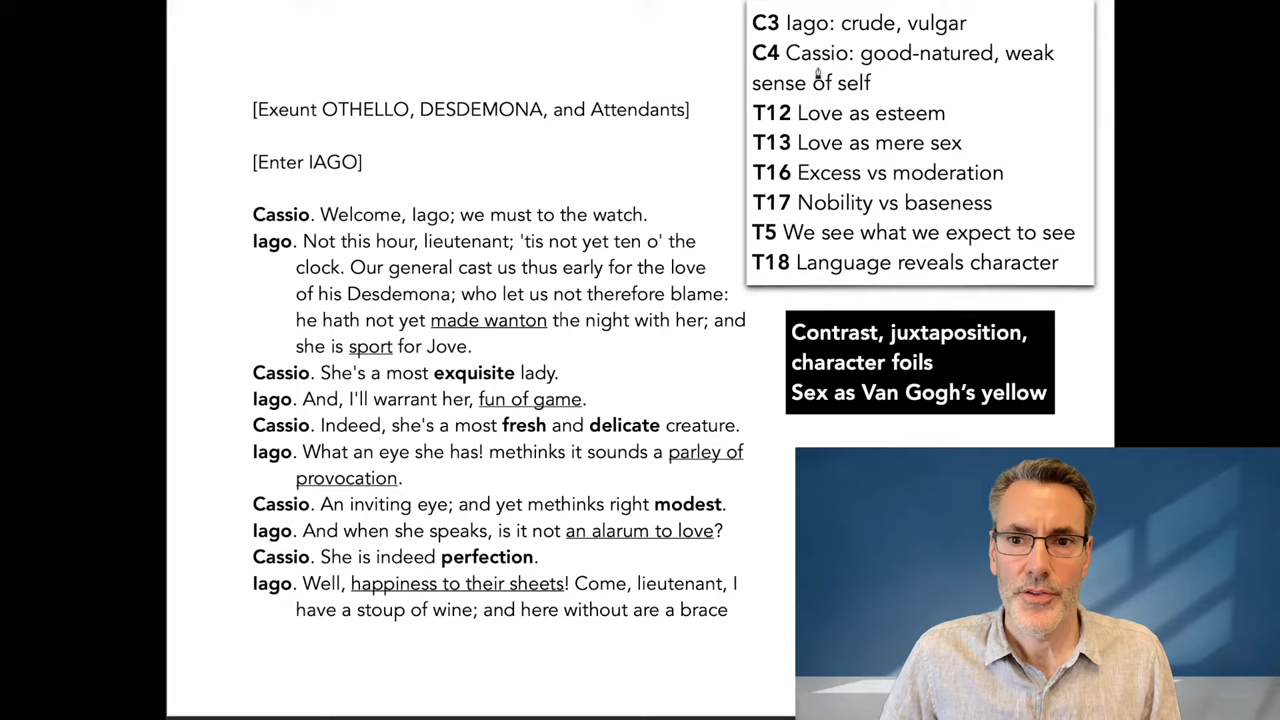 [Exeunt OTHELLO, DESDEMONA, and Attendants]
[Enter IAGO]
Cassio. Welcome, Iago; we must to the watch.
Iago. Not this hour, lieutenant; 'tis not yet ten o' the
clock. Our general cast us thus early for the love
of his Desdemona; who let us not therefore blame:
he hath not yet made wanton the night with her; and
she is sport for Jove.
Cassio. She's a most exquisite lady.
Iago. And, I'll warrant her, fun of game.
Cassio. Indeed, she's a most fresh and delicate creature.
Iago. What an eye she has! methinks it sounds a parley of
provocation.
Cassio. An inviting eye; and yet methinks right modest.
Iago. And when she speaks, is it not an alarum to love?
Cassio. She is indeed perfection.
Iago. Well, happiness to their sheets! Come, lieutenant, I
have a stoup of wine; and here without are a brace
C3 Iago: crude, vulgar
C4 Cassio: good-natured, weak
sense of self
T12 Love as esteem
T13 Love as mere sex
T16 Excess vs moderation
T17 Nobility vs baseness
T5 We see what we expect to see
T18 Language reveals character
Contrast, juxtaposition,
character foils
Sex as Van Gogh's yellow